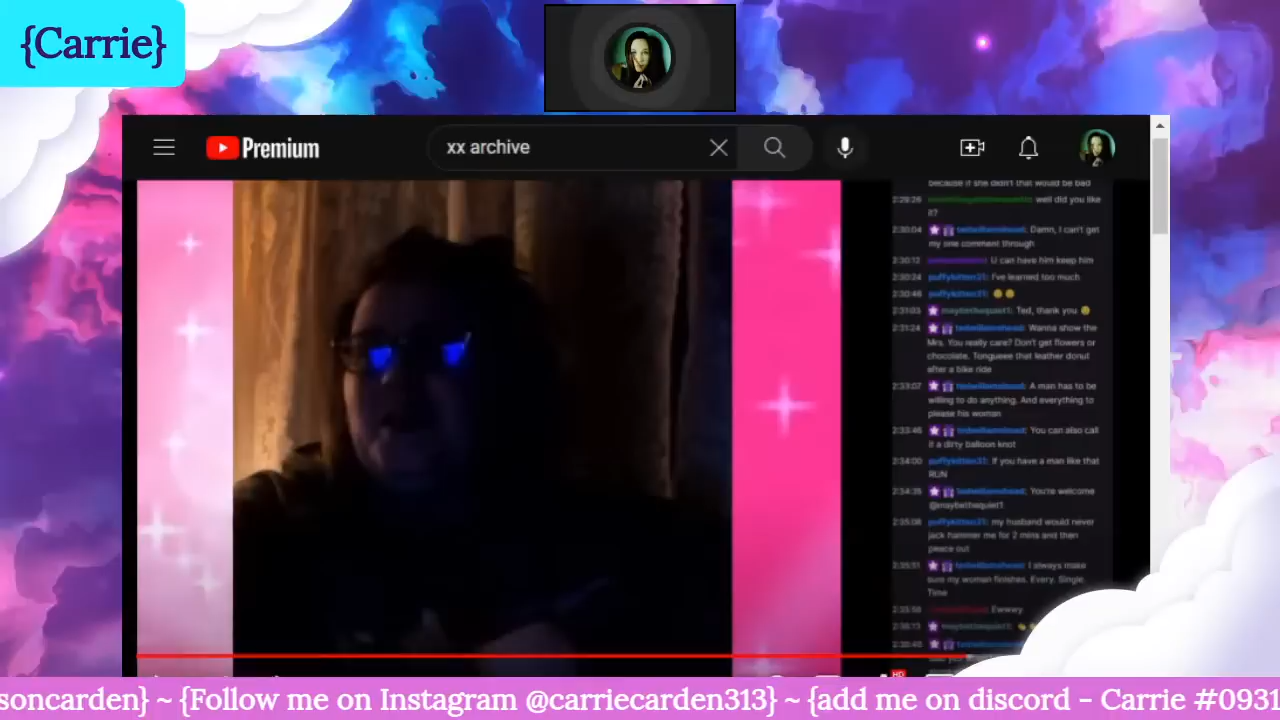 {Carrie}
Premium
xx archive
because if she didn't that would be bad
2:29:26 well did you like
it?
2:30:04 Damn, I can't get
my one comment through
2:30:12 U can have him keep him
2:30:24 puffykitten31: I've learned too much
2:30:46 puffykitten31:
2:31:03 maybethequiet1: Ted, thank you
2:31:24 Wanna show the
Mrs. You really care? Don't get flowers or
chocolate. Tongueee that leather donut
after a bike ride
2:33:07 A man has to be
willing to do anything. And everything to
please his woman
2:33:46 You can also call
it a dirty balloon knot
2:34:00 puffykitten31: If you have a man like that
RUN
2:34:35 You're welcome
@maybethequiet1
2:35:08 puffykitten31: my husband would never
jack hammer me for 2 mins and then
peace out
2:35:51 I always make
sure my woman finishes. Every. Single.
Time
2:35:58 Ewwwy
2:36:13 maybethequiet1:
HD
soncarden} ~ {Follow me on Instagram @carriecarden313} ~ {add me on discord - Carrie #0931